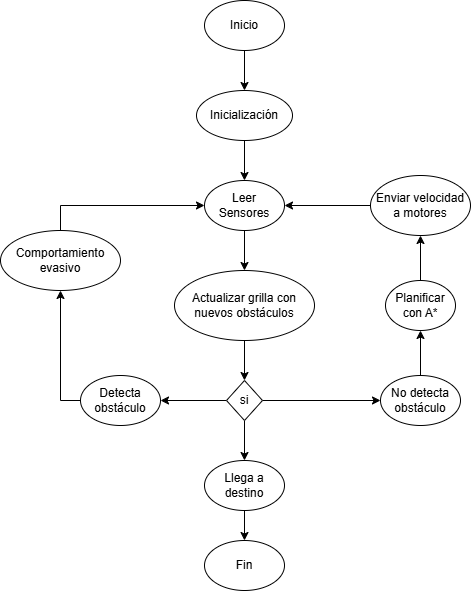 Inicio
Inicialización
Leer
Sensores
Enviar velocidad
a motores
Comportamiento
evasivo
Actualizar grilla con
nuevos obstáculos
Planificar
con A*
Detecta
obstáculo
si
No detecta
obstáculo
Llega a
destino
Fin